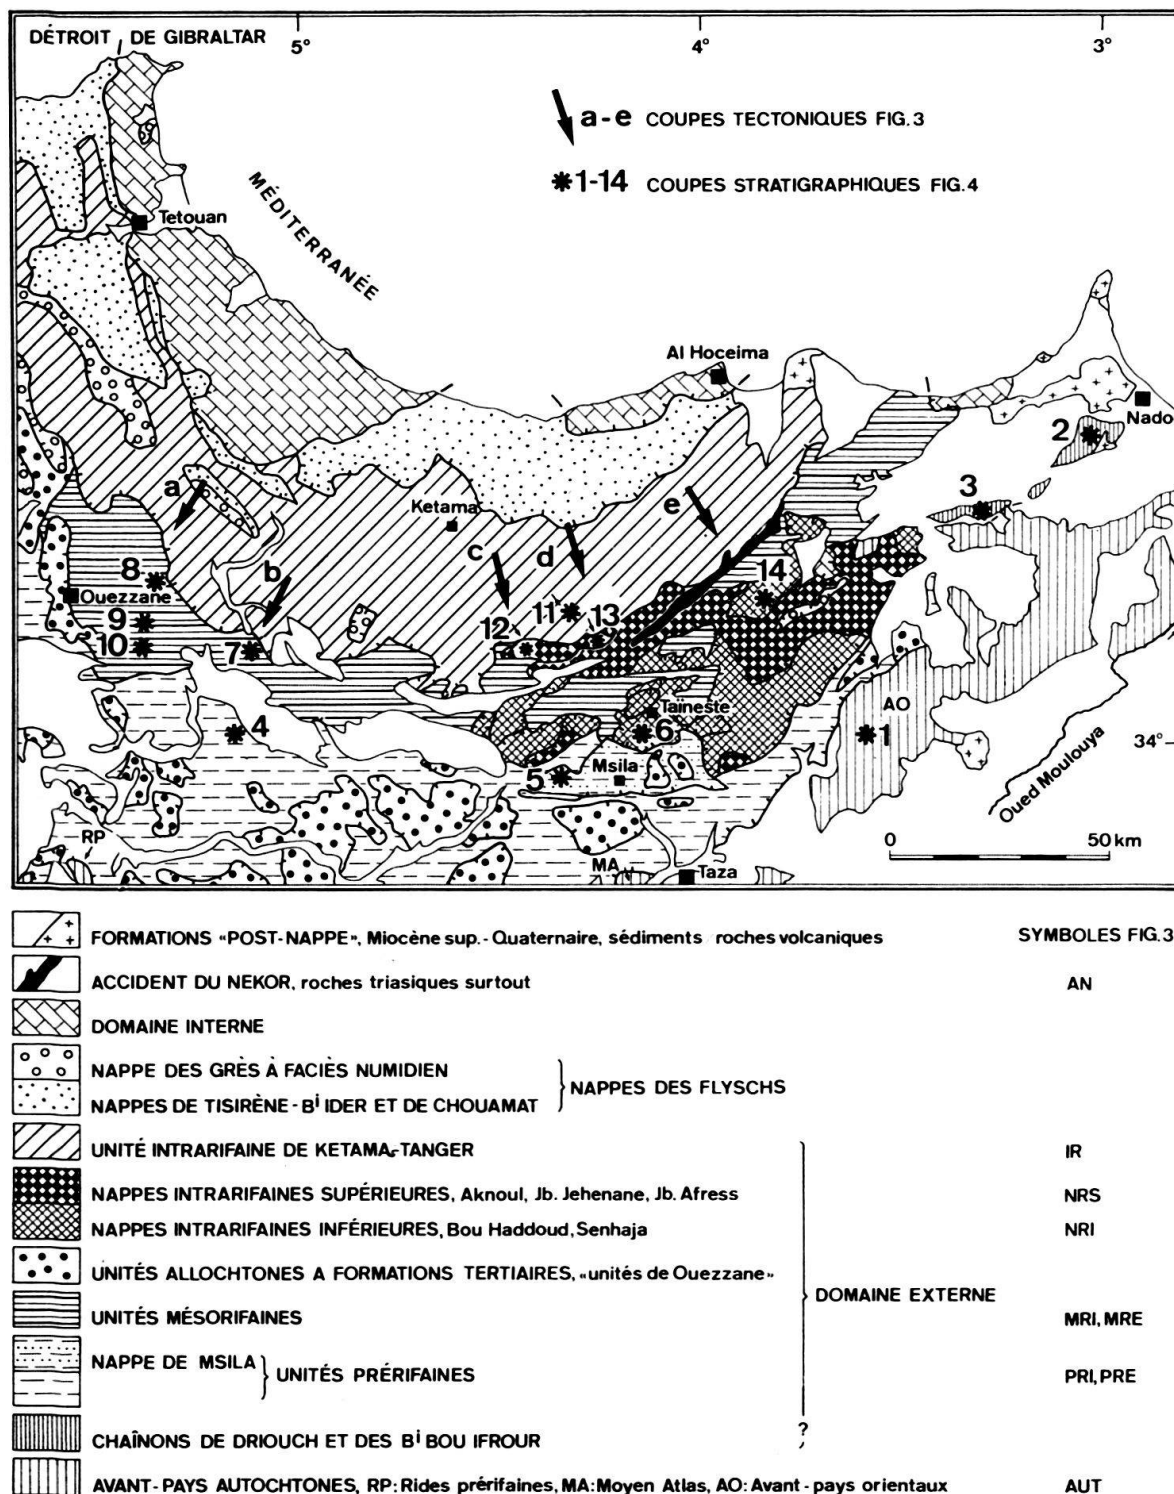 DÉTROIT DE GIBRALTAR
5°
4°
3°
a-e COUPES TECTONIQUES FIG.3
1-14 COUPES STRATIGRAPHIQUES FIG.4
MÉDITERRANÉE
Tetouan
Al Hoceima
Nado
2
3
a
Ketama
e
c
d
8
b
14
Ouezzane
9
11
12
13
10
7
Taineste
AO
4
6
1
34°
5
Msila
Oued Moulouya
RP
0 50 km
MA
Taza
FORMATIONS «POST-NAPPE», Miocène sup.-Quaternaire, sédiments roches volcaniques SYMBOLES FIG.3
ACCIDENT DU NEKOR, roches triasiques surtout AN
DOMAINE INTERNE
NAPPE DES GRÈS À FACIÈS NUMIDIEN
NAPPES DES FLYSCHS
NAPPES DE TISIRÈNE-Bⁱ IDER ET DE CHOUAMAT
UNITÉ INTRARIFAINE DE KETAMA-TANGER IR
NAPPES INTRARIFAINES SUPÉRIEURES, Aknoul, Jb. Jehenane, Jb. Afress NRS
NAPPES INTRARIFAINES INFÉRIEURES, Bou Haddoud, Senhaja NRI
UNITÉS ALLOCHTONES A FORMATIONS TERTIAIRES, «unités de Ouezzane»
DOMAINE EXTERNE
UNITÉS MÉSORIFAINES MRI, MRE
NAPPE DE MSILA
UNITÉS PRÉRIFAINES PRI, PRE
CHAÎNONS DE DRIOUCH ET DES Bⁱ BOU IFROUR ?
AVANT-PAYS AUTOCHTONES, RP: Rides prérifaines, MA: Moyen Atlas, AO: Avant-pays orientaux AUT